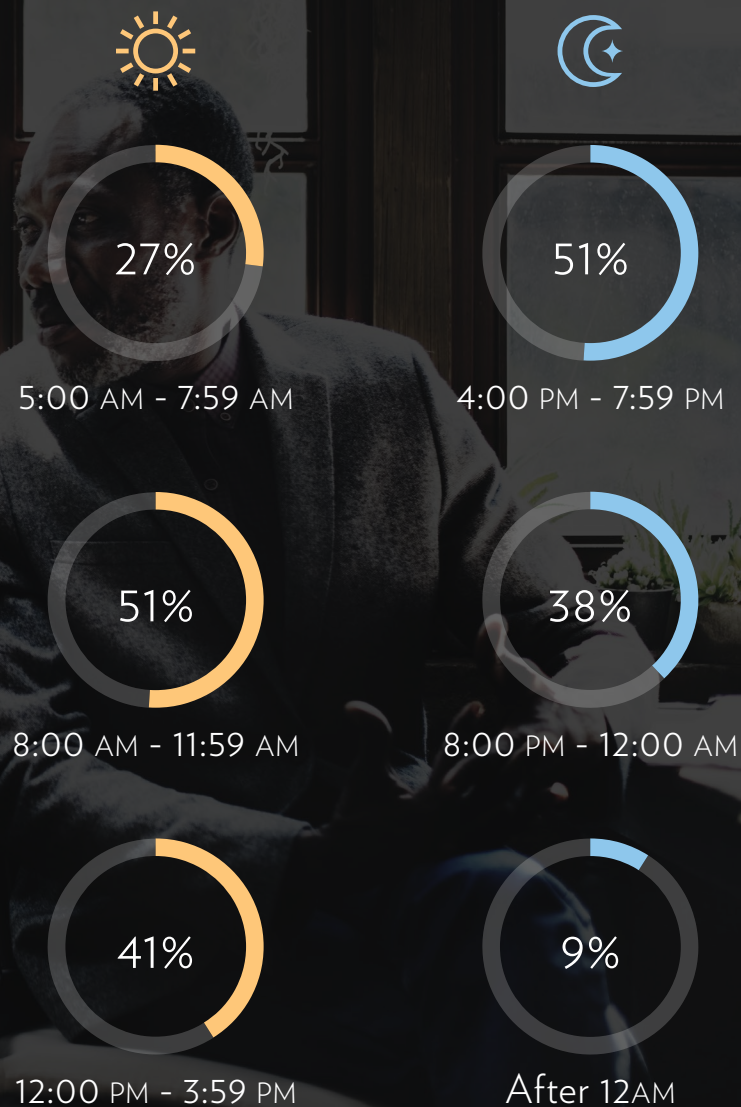 27%
51%
5:00 AM - 7:59 AM
4:00 PM - 7:59 PM
51%
38%
8:00 AM - 11:59 AM
8:00 PM - 12:00 AM
41%
9%
12:00 PM - 3:59 PM
After 12AM